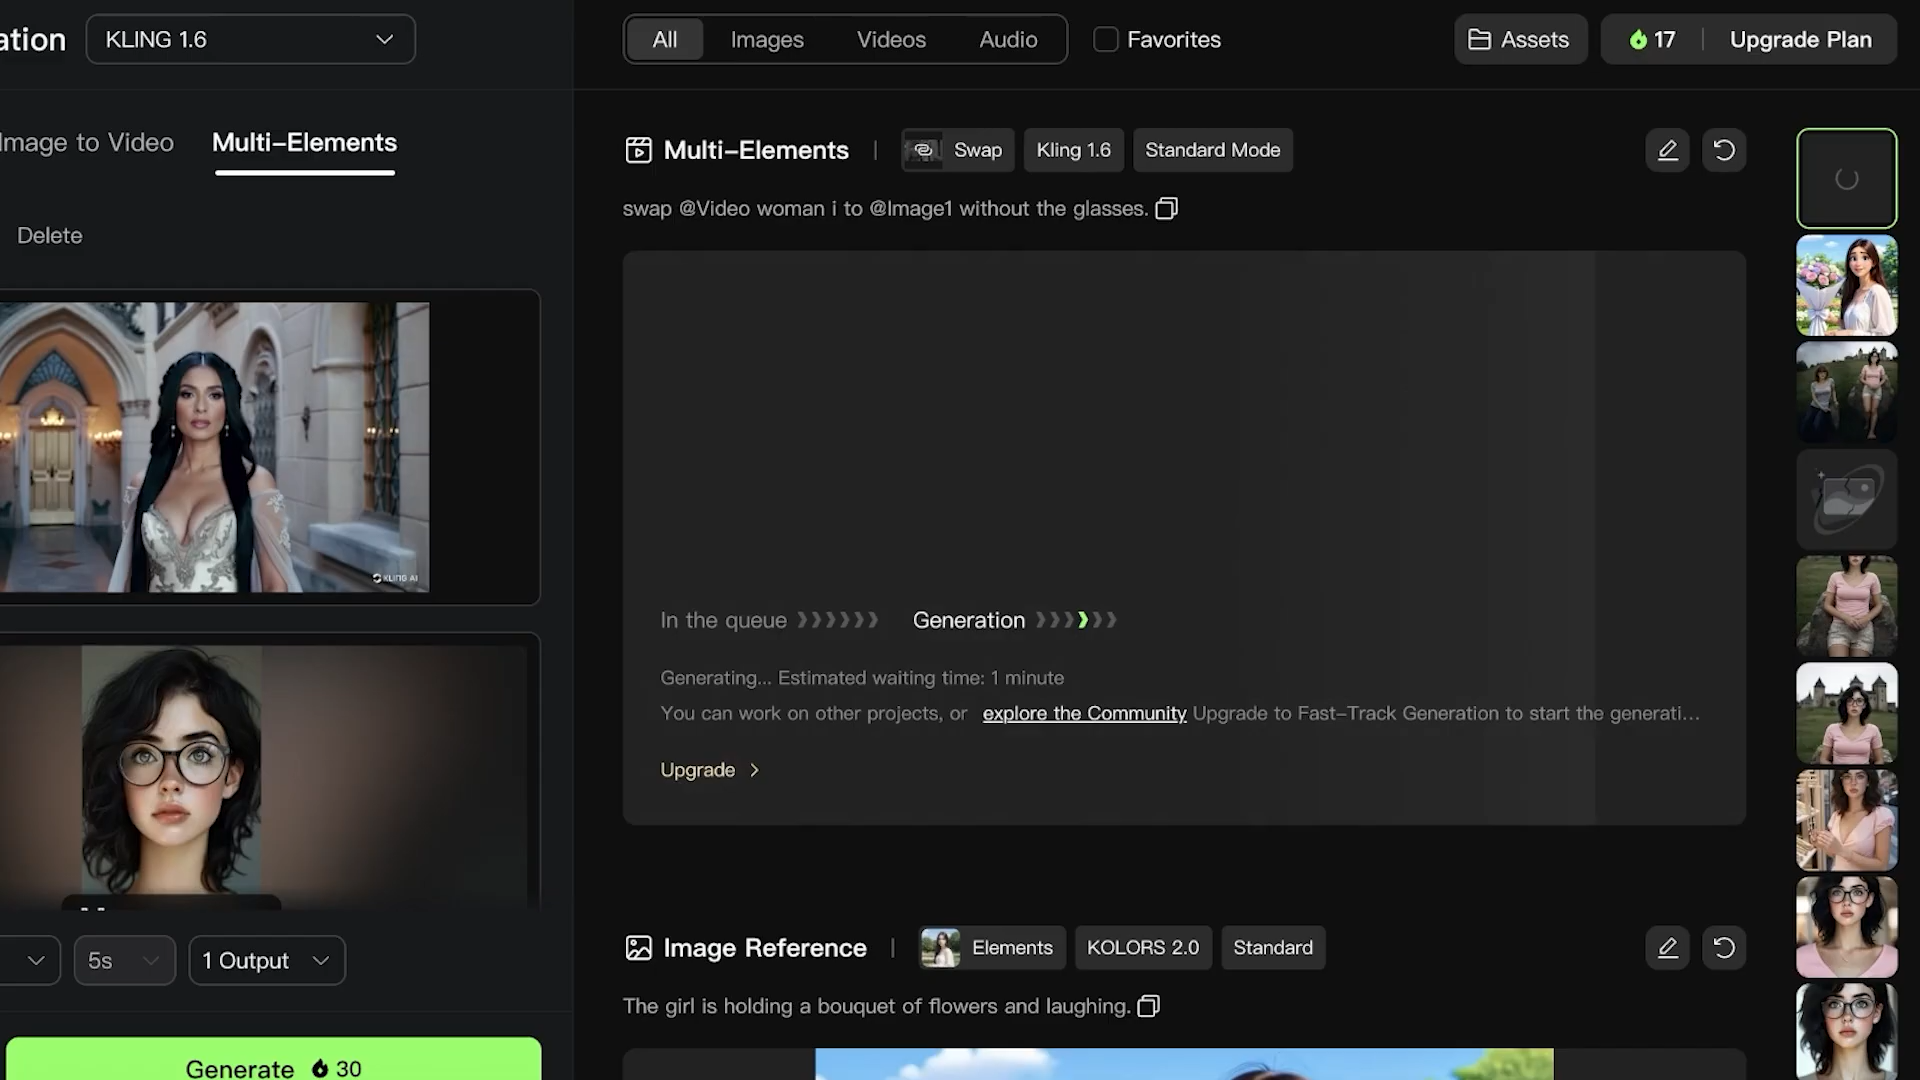 ation
KLING 1.6
All
Images
Videos
Audio
Favorites
Assets
17
Upgrade Plan
Image to Video
Multi-Elements
Delete
KLING AI
5s
1 Output
Generate 30
Multi-Elements | Swap Kling 1.6 Standard Mode
swap @Video woman i to @Image1 without the glasses.
In the queue Generation
Generating... Estimated waiting time: 1 minute
You can work on other projects, or explore the Community Upgrade to Fast-Track Generation to start the generati...
Upgrade
Image Reference | Elements KOLORS 2.0 Standard
The girl is holding a bouquet of flowers and laughing.